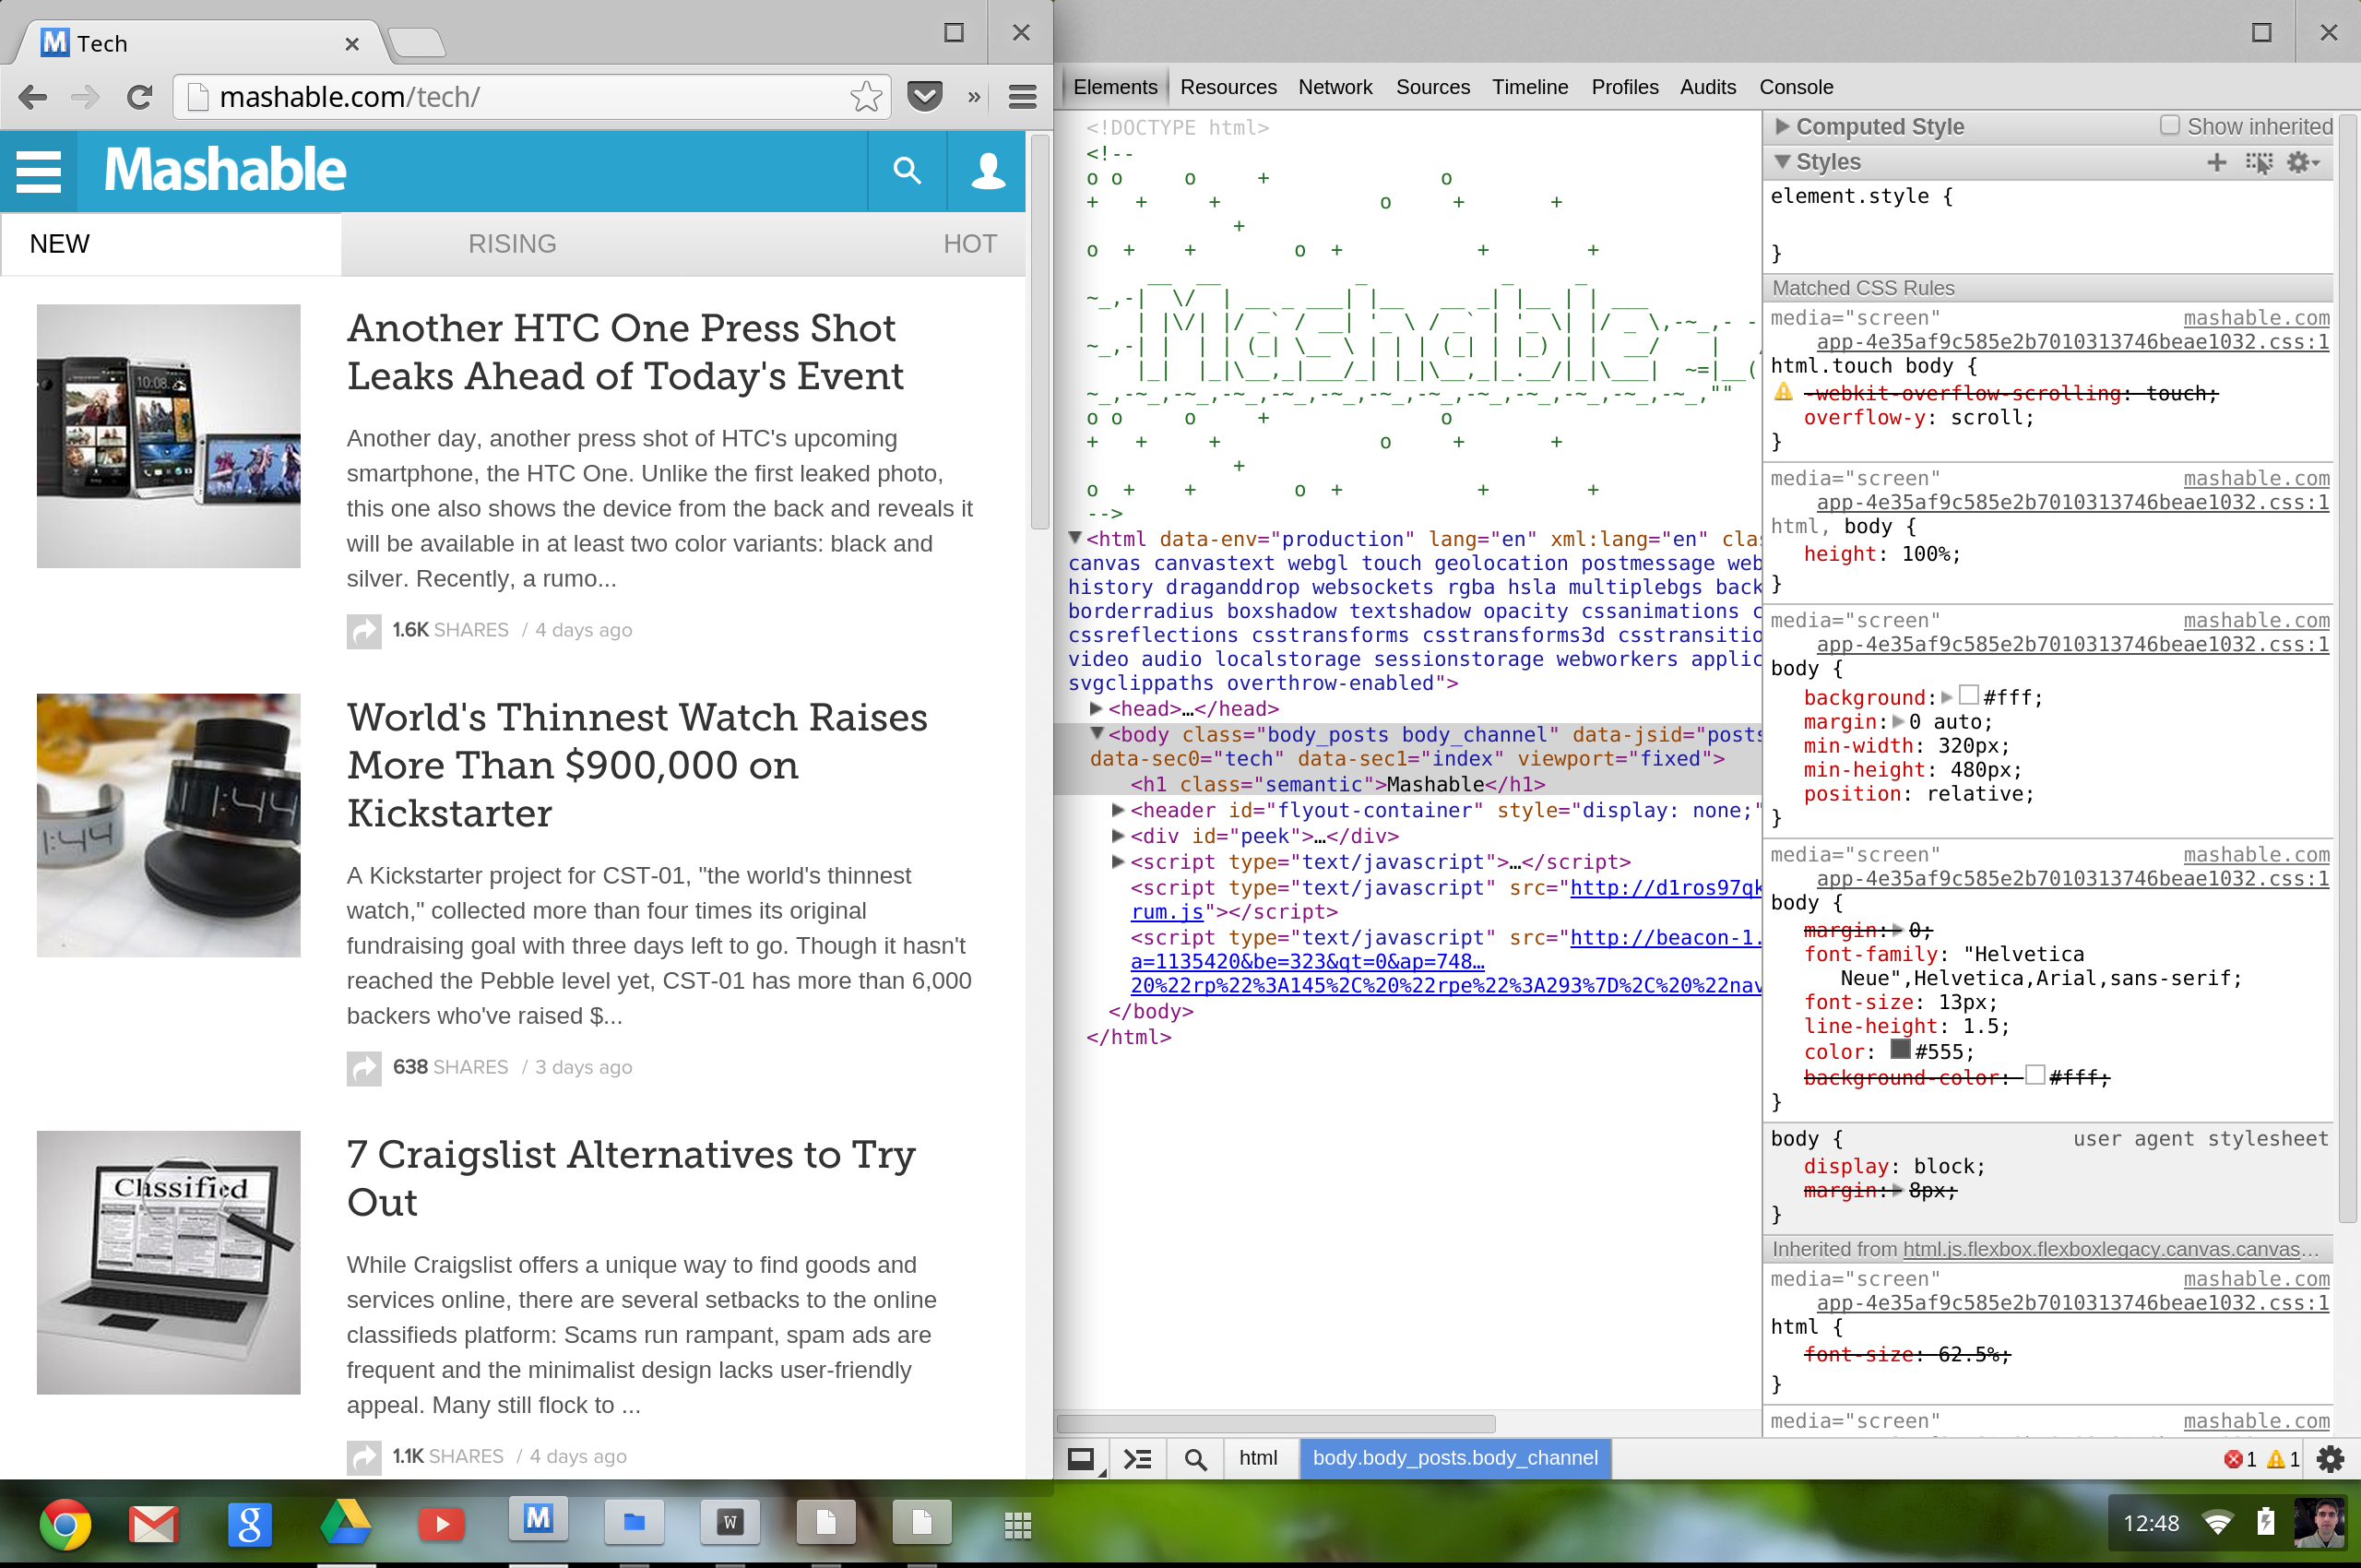 Tech
mashable.com/tech/
Mashable
NEW RISING HOT
Another HTC One Press Shot
Leaks Ahead of Today's Event
Another day, another press shot of HTC's upcoming
smartphone, the HTC One. Unlike the first leaked photo,
this one also shows the device from the back and reveals it
will be available in at least two color variants: black and
silver. Recently, a rumo...
1.6K SHARES / 4 days ago
World's Thinnest Watch Raises
More Than $900,000 on
Kickstarter
A Kickstarter project for CST-01, "the world's thinnest
watch," collected more than four times its original
fundraising goal with three days left to go. Though it hasn't
reached the Pebble level yet, CST-01 has more than 6,000
backers who've raised $...
638 SHARES / 3 days ago
7 Craigslist Alternatives to Try
Out
Classified
While Craigslist offers a unique way to find goods and
services online, there are several setbacks to the online
classifieds platform: Scams run rampant, spam ads are
frequent and the minimalist design lacks user-friendly
appeal. Many still flock to ...
1.1K SHARES / 4 days ago
Elements Resources Network Sources Timeline Profiles Audits Console
<!DOCTYPE html>
<!--
o o     o     +              o
+   +      +             o     +       +
            +
o  +    +        o  +           +        +
~_,-~_,-~_,-~_,-~_,-~_,-~_,-~_,-~_,-~_,-~_,-~_,-~_,-~_,-~_,""
o o     o     +              o
+   +      +             o     +       +
            +
o  +    +        o  +           +        +
-->
<html data-env="production" lang="en" xml:lang="en"
canvas canvastext webgl touch geolocation postmessage
history draganddrop websockets rgba hsla multiplebgs
borderradius boxshadow textshadow opacity cssanimations
cssreflections csstransforms csstransforms3d
video audio localstorage sessionstorage webworkers
svgclippaths overthrow-enabled">
<head>…</head>
<body class="body_posts body_channel" data-jsid="posts
data-sec0="tech" data-sec1="index" viewport="fixed">
<h1 class="semantic">Mashable</h1>
<header id="flyout-container" style="display: none;"
<div id="peek">…</div>
<script type="text/javascript">…</script>
<script type="text/javascript" src="http://d1ros97qk
rum.js"></script>
<script type="text/javascript" src="http://beacon-1.
a=1135420&be=323&qt=0&ap=748…
20%22rp%22%3A145%2C%20%22rpe%22%3A293%7D%2C%20%22nav
</body>
</html>
html body.body_posts.body_channel
Computed Style Show inherited
Styles
element.style {
}
Matched CSS Rules
media="screen" mashable.com
app-4e35af9c585e2b7010313746beae1032.css:1
html.touch body {
-webkit-overflow-scrolling: touch;
overflow-y: scroll;
}
media="screen" mashable.com
app-4e35af9c585e2b7010313746beae1032.css:1
html, body {
height: 100%;
}
media="screen" mashable.com
app-4e35af9c585e2b7010313746beae1032.css:1
body {
background: #fff;
margin: 0 auto;
min-width: 320px;
min-height: 480px;
position: relative;
}
media="screen" mashable.com
app-4e35af9c585e2b7010313746beae1032.css:1
body {
margin: 0;
font-family: "Helvetica
Neue",Helvetica,Arial,sans-serif;
font-size: 13px;
line-height: 1.5;
color: #555;
background-color: #fff;
}
body { user agent stylesheet
display: block;
margin: 8px;
}
Inherited from html.js.flexbox.flexboxlegacy.canvas.canvas…
media="screen" mashable.com
app-4e35af9c585e2b7010313746beae1032.css:1
html {
font-size: 62.5%;
}
media="screen" mashable.com
1 1
12:48